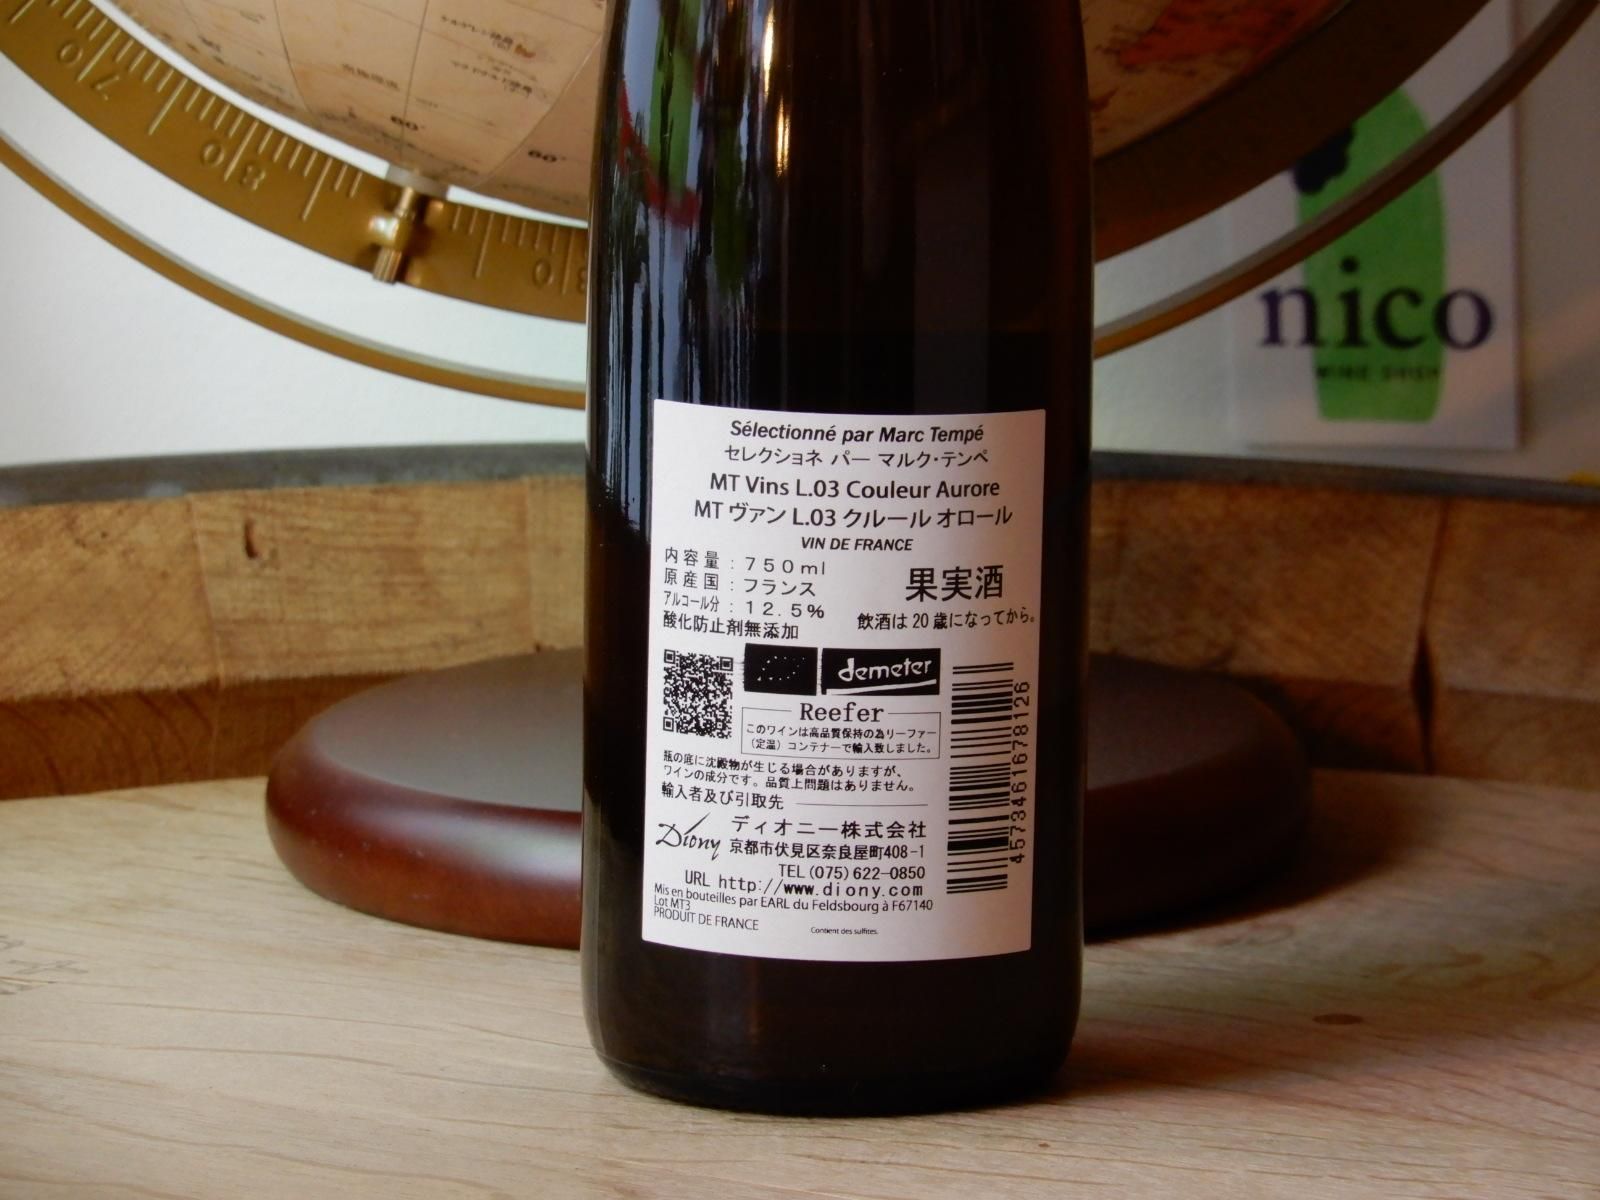 60°
60°
nico
WINE SHOP
Sélectionné par Marc Tempé
セレクショネ パー マルク・テンペ
MT Vins L.03 Couleur Aurore
MT ヴァン L.03 クルール オロール
VIN DE FRANCE
内容量 : 750ml
原産国 : フランス
アルコール分 : 12.5%
酸化防止剤無添加
果実酒
飲酒は20歳になってから。
demeter
Reefer
このワインは高品質保持の為リーファー
(定温) コンテナーで輸入致しました。
瓶の底に沈殿物が生じる場合がありますが、
ワインの成分です。品質上問題はありません。
輸入者及び引取先
Diony
ディオニー株式会社
京都市伏見区奈良屋町408-1
TEL (075) 622-0850
URL http://www.diony.com
Mis en bouteilles par EARL du Feldsbourg à F67140
Lot MT3
PRODUIT DE FRANCE
Contient des sulfites.
4573461678126